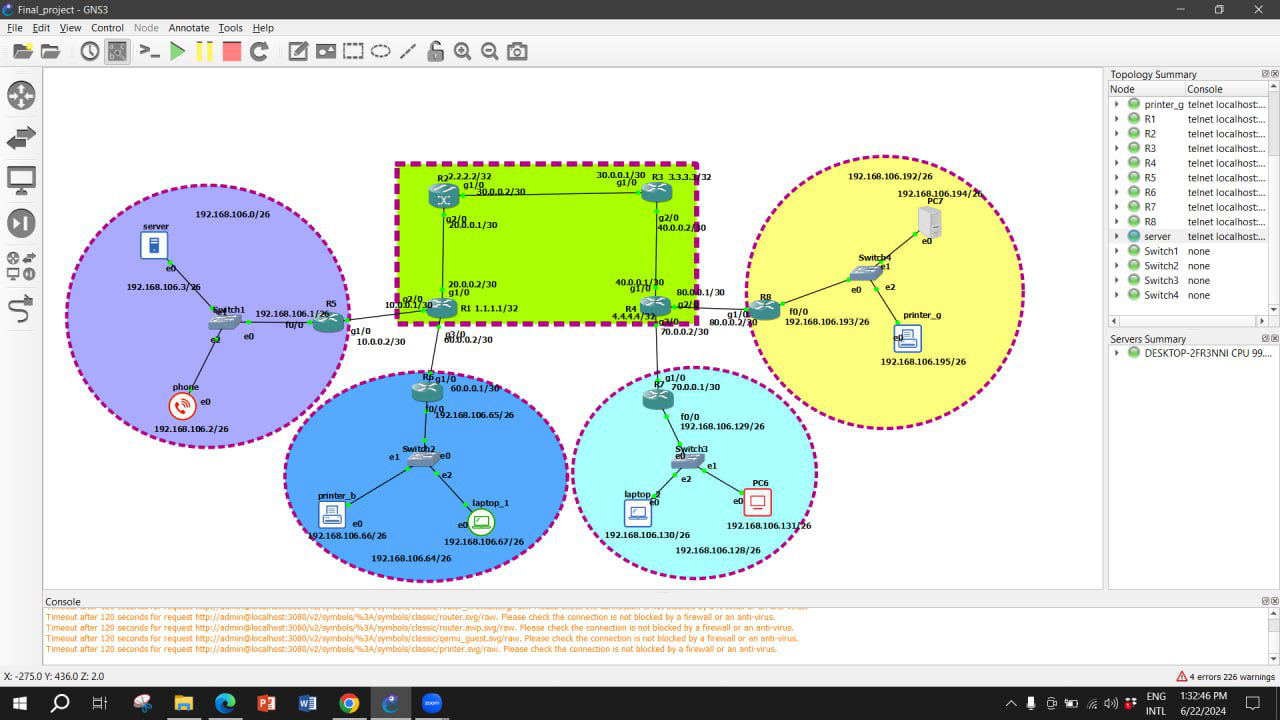 Final_project - GNS3
File Edit View Control Node Annotate Tools Help
Topology Summary
Node Console
printer_g telnet localhost:...
R1 telnet localhost:...
R2 telnet localhost:...
R3 telnet localhost:...
R4 telnet localhost:...
R5 telnet localhost:...
R6 telnet localhost:...
R7 telnet localhost:...
R8 telnet localhost:...
server telnet localhost:...
Switch1 none
Switch2 none
Switch3 none
Switch4 none
Servers Summary
DESKTOP-2FR3NNI CPU 99....
192.168.106.0/26
server
e0
192.168.106.3/26
Switch1
e2
e0
192.168.106.1/26
f0/0
R5
g1/0
10.0.0.2/30
phone
e0
192.168.106.2/26
R2
2.2.2.2/32
g1/0
30.0.0.2/30
g2/0
20.0.0.1/30
30.0.0.1/30
R3
3.3.3.3/32
g1/0
g2/0
40.0.0.2/30
20.0.0.2/30
g1/0
g2/0
10.0.0.1/30
R1 1.1.1.1/32
g3/0
60.0.0.2/30
40.0.0.1/30
g1/0
R4
4.4.4.4/32
80.0.0.1/30
g2/0
g3/0
70.0.0.2/30
g1/0
80.0.0.2/30
R8
f0/0
192.168.106.193/26
192.168.106.192/26
192.168.106.194/26
PC7
e0
Switch4
e1
e0
e2
printer_g
e0
192.168.106.195/26
R6
g1/0
60.0.0.1/30
f0/0
192.168.106.65/26
Switch2
e1
e0
e2
printer_b
e0
192.168.106.66/26
laptop_1
e0
192.168.106.67/26
192.168.106.64/26
R7
g1/0
70.0.0.1/30
f0/0
192.168.106.129/26
Switch3
e0
e1
e2
laptop_2
e0
192.168.106.130/26
PC6
e0
192.168.106.131/26
192.168.106.128/26
Console
Timeout after 120 seconds for request http://admin@localhost:3080/v2/symbols/%3A/symbols/classic/router.svg/raw. Please check the connection is not blocked by a firewall or an anti-virus.
Timeout after 120 seconds for request http://admin@localhost:3080/v2/symbols/%3A/symbols/classic/router.awp.svg/raw. Please check the connection is not blocked by a firewall or an anti-virus.
Timeout after 120 seconds for request http://admin@localhost:3080/v2/symbols/%3A/symbols/classic/qemu_guest.svg/raw. Please check the connection is not blocked by a firewall or an anti-virus.
Timeout after 120 seconds for request http://admin@localhost:3080/v2/symbols/%3A/symbols/classic/printer.svg/raw. Please check the connection is not blocked by a firewall or an anti-virus.
X: -275.0 Y: 436.0 Z: 2.0
4 errors 226 warnings
ENG
INTL
1:32:46 PM
6/22/2024